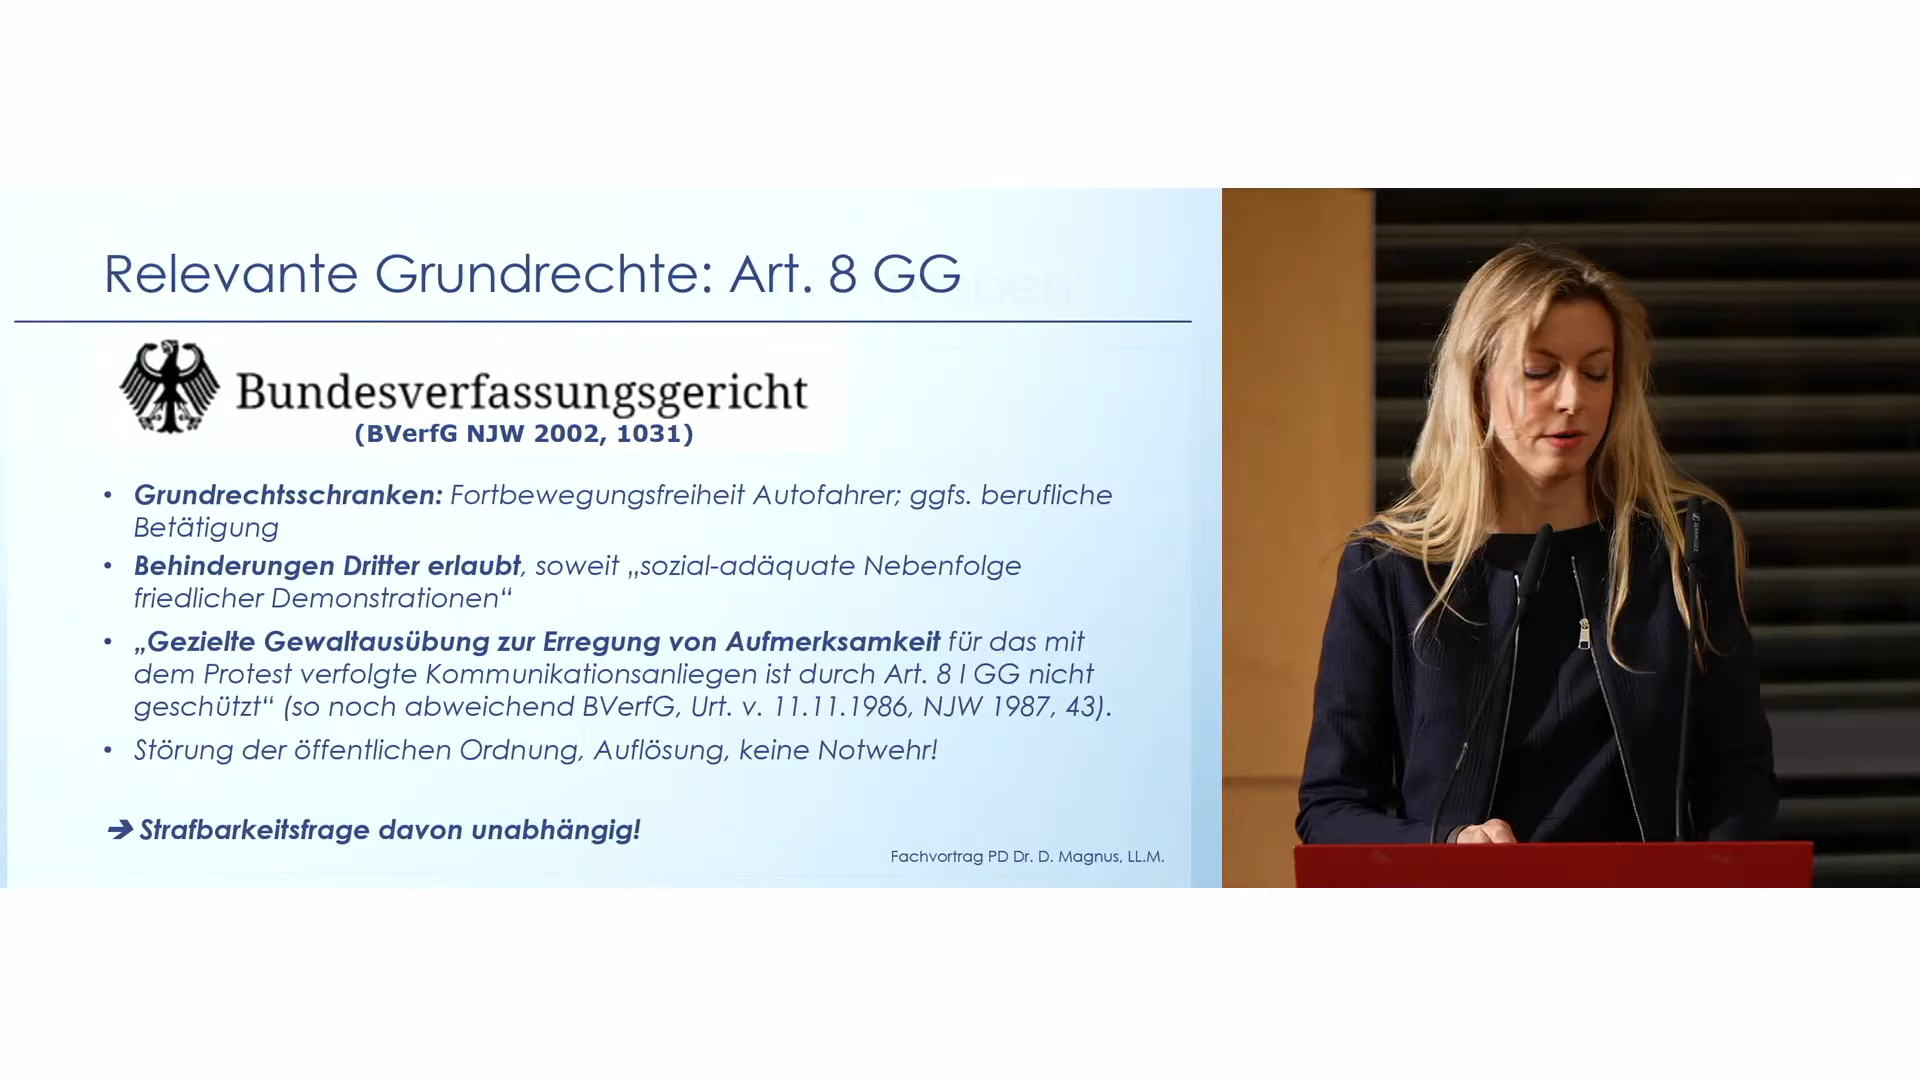 Relevante Grundrechte: Art. 8 GG
Bundesverfassungsgericht
(BVerfG NJW 2002, 1031)
• Grundrechtsschranken: Fortbewegungsfreiheit Autofahrer; ggfs. berufliche
Betätigung
• Behinderungen Dritter erlaubt, soweit „sozial-adäquate Nebenfolge
friedlicher Demonstrationen“
• „Gezielte Gewaltausübung zur Erregung von Aufmerksamkeit für das mit
dem Protest verfolgte Kommunikationsanliegen ist durch Art. 8 I GG nicht
geschützt“ (so noch abweichend BVerfG, Urt. v. 11.11.1986, NJW 1987, 43).
• Störung der öffentlichen Ordnung, Auflösung, keine Notwehr!
➔ Strafbarkeitsfrage davon unabhängig!
Fachvortrag PD Dr. D. Magnus, LL.M.